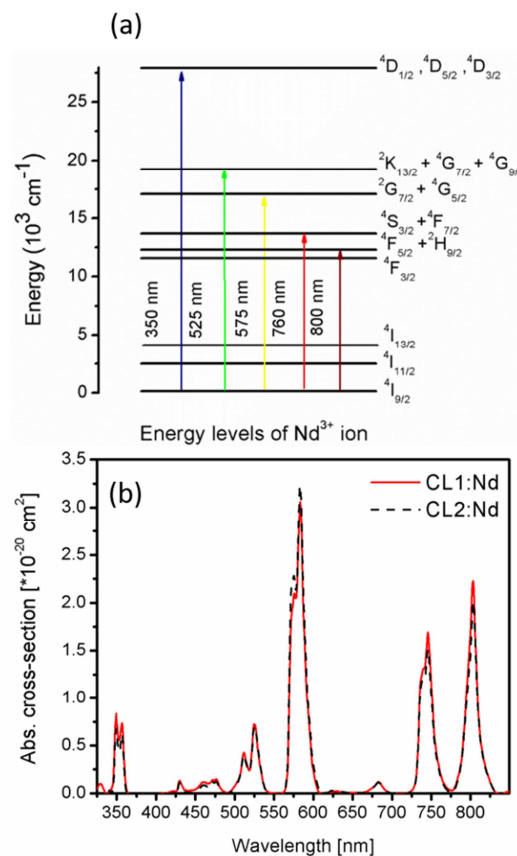 (a)
⁴D₁/₂ , ⁴D₅/₂ , ⁴D₃/₂
25
20
15
10
5
0
Energy (10³ cm⁻¹)
²K₁₃/₂ + ⁴G₇/₂ + ⁴G₉/
²G₇/₂ + ⁴G₅/₂
⁴S₃/₂ + ⁴F₇/₂
⁴F₅/₂ + ²H₉/₂
⁴F₃/₂
350 nm
525 nm
575 nm
760 nm
800 nm
⁴I₁₃/₂
⁴I₁₁/₂
⁴I₉/₂
Energy levels of Nd³⁺ ion
(b)
CL1:Nd
CL2:Nd
3.5
3.0
2.5
2.0
1.5
1.0
0.5
0.0
Abs. cross-section [*10⁻²⁰ cm²]
350 400 450 500 550 600 650 700 750 800
Wavelength [nm]